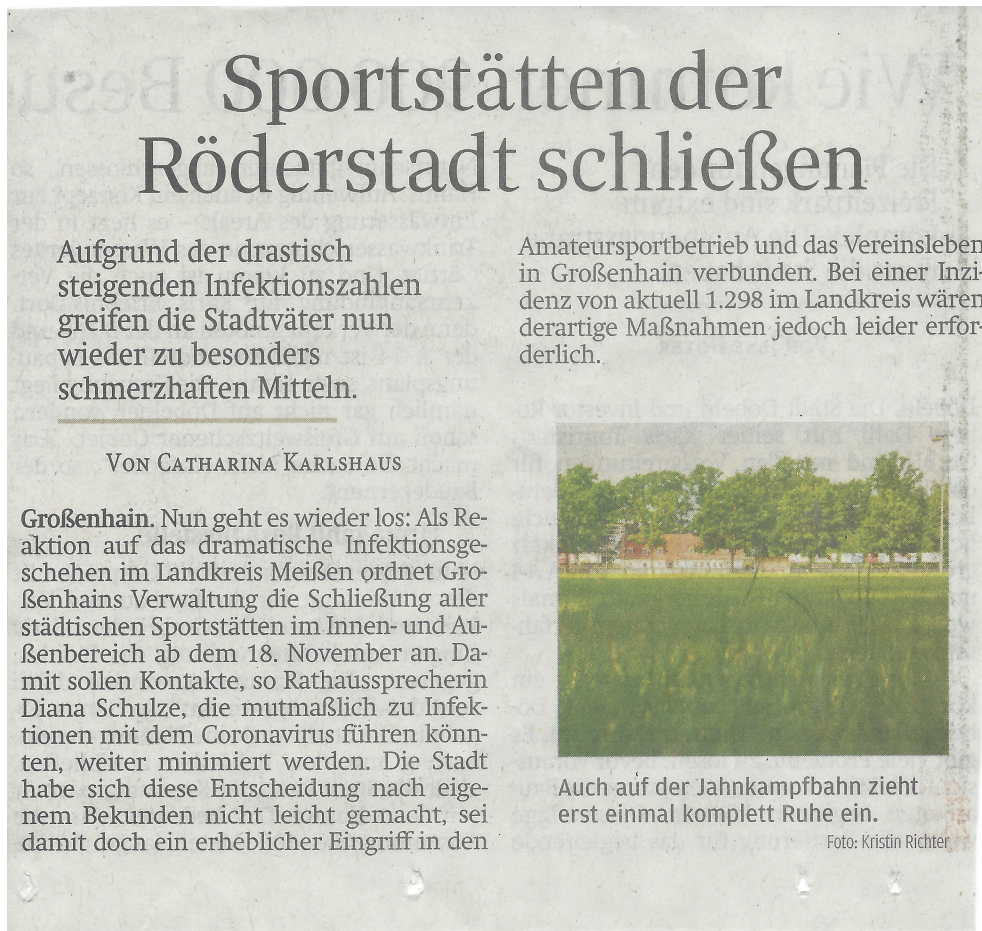 Sportstätten der
Röderstadt schließen
Aufgrund der drastisch
steigenden Infektionszahlen
greifen die Stadtväter nun
wieder zu besonders
schmerzhaften Mitteln.
VON CATHARINA KARLSHAUS
Großenhain. Nun geht es wieder los: Als Re-
aktion auf das dramatische Infektionsge-
schehen im Landkreis Meißen ordnet Gro-
ßenhains Verwaltung die Schließung aller
städtischen Sportstätten im Innen- und Au-
ßenbereich ab dem 18. November an. Da-
mit sollen Kontakte, so Rathaussprecherin
Diana Schulze, die mutmaßlich zu Infek-
tionen mit dem Coronavirus führen könn-
ten, weiter minimiert werden. Die Stadt
habe sich diese Entscheidung nach eige-
nem Bekunden nicht leicht gemacht, sei
damit doch ein erheblicher Eingriff in den
Amateursportbetrieb und das Vereinsleben
in Großenhain verbunden. Bei einer Inzi-
denz von aktuell 1.298 im Landkreis wären
derartige Maßnahmen jedoch leider erfor-
derlich.
Auch auf der Jahnkampfbahn zieht
erst einmal komplett Ruhe ein.
Foto: Kristin Richter